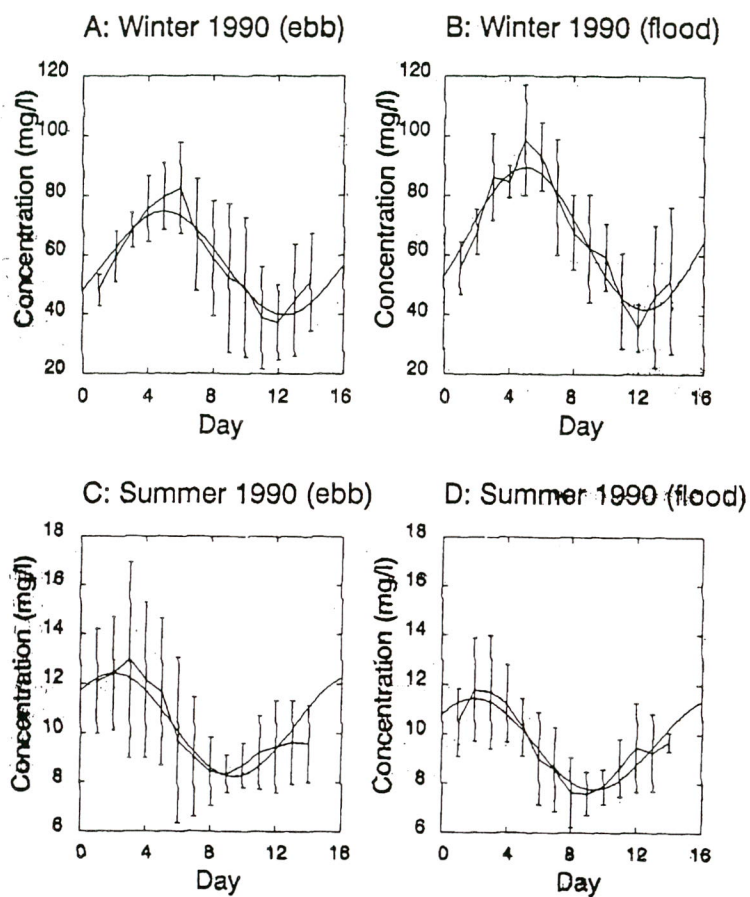 A: Winter 1990 (ebb)
120
100
80
60
40
20
Concentration (mg/l)
0 4 8 12 16
Day
B: Winter 1990 (flood)
120
100
80
60
40
20
Concentration (mg/l)
0 4 8 12 16
Day
C: Summer 1990 (ebb)
18
16
14
12
10
8
6
Concentration (mg/l)
0 4 8 12 16
Day
D: Summer 1990 (flood)
18
16
14
12
10
8
6
Concentration (mg/l)
0 4 8 12 16
Day